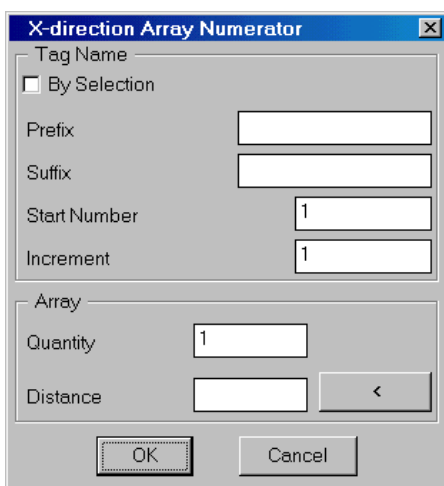 X-direction Array Numerator
Tag Name
By Selection
Prefix
Suffix
Start Number 1
Increment 1
Array
Quantity 1
Distance <
OK Cancel